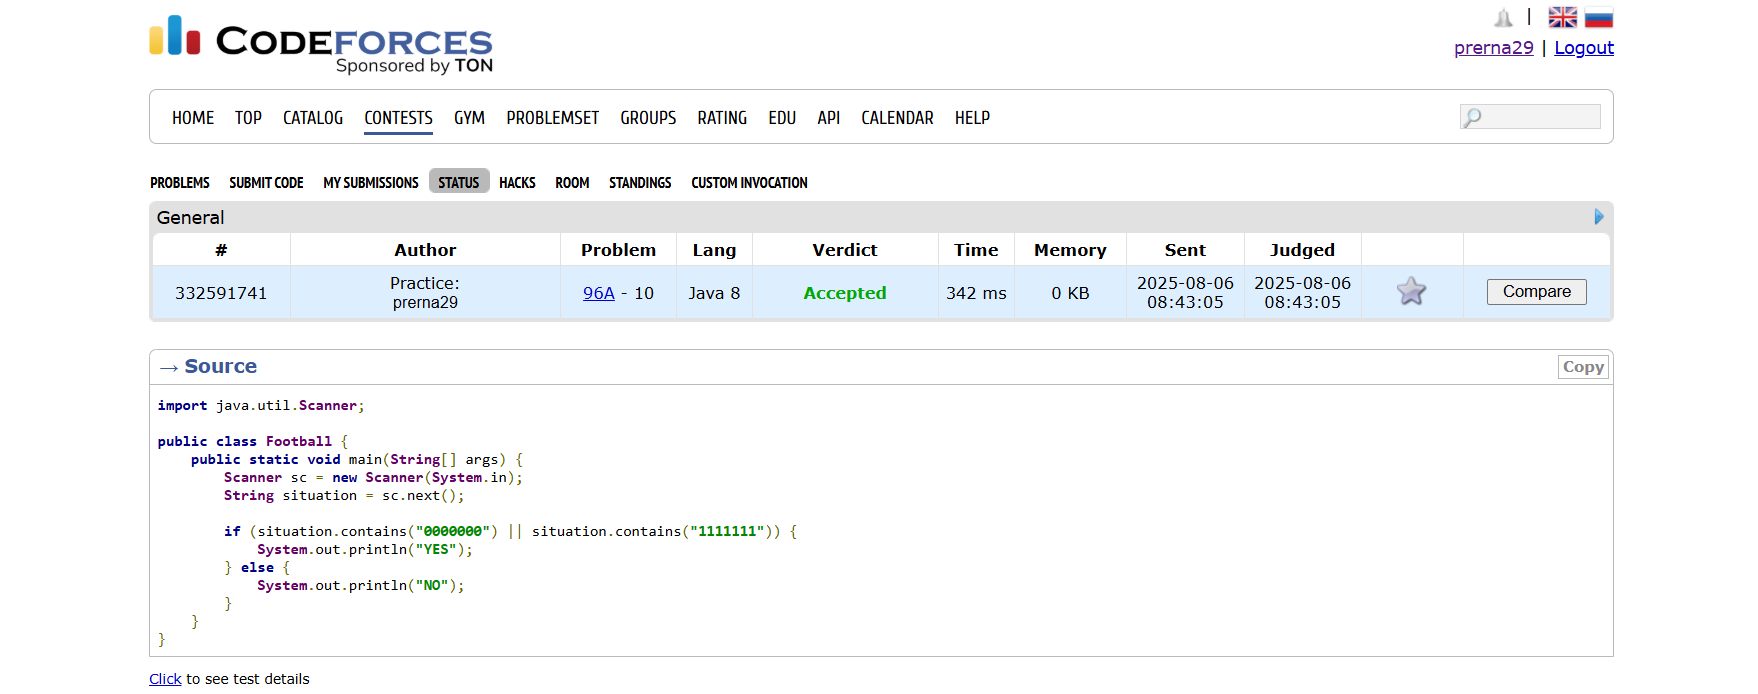 CODEFORCES
Sponsored by TON
|
prerna29 | Logout
HOME TOP CATALOG CONTESTS GYM PROBLEMSET GROUPS RATING EDU API CALENDAR HELP
PROBLEMS SUBMIT CODE MY SUBMISSIONS STATUS HACKS ROOM STANDINGS CUSTOM INVOCATION
General
# Author Problem Lang Verdict Time Memory Sent Judged
332591741 Practice: prerna29 96A - 10 Java 8 Accepted 342 ms 0 KB 2025-08-06 08:43:05 2025-08-06 08:43:05 Compare
→ Source Copy
import java.util.Scanner;
public class Football {
    public static void main(String[] args) {
        Scanner sc = new Scanner(System.in);
        String situation = sc.next();
        if (situation.contains("0000000") || situation.contains("1111111")) {
            System.out.println("YES");
        } else {
            System.out.println("NO");
        }
    }
}
Click to see test details